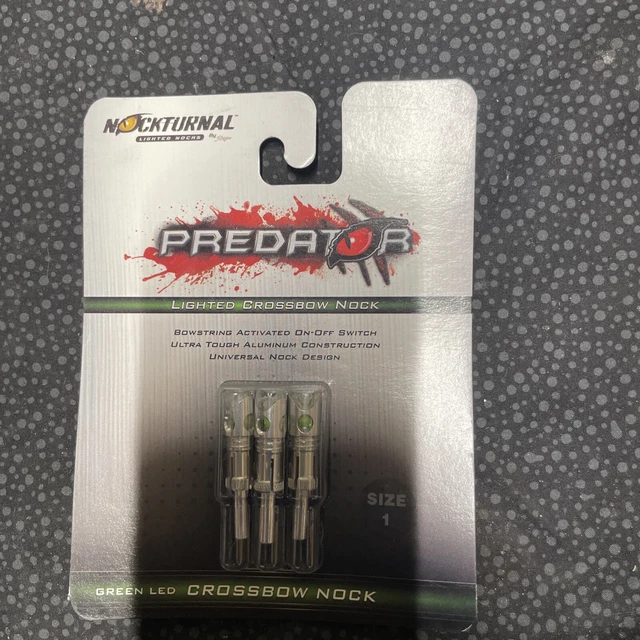 NOCKTURNAL
LIGHTED NOCKS
PREDATOR
LIGHTED CROSSBOW NOCK
BOWSTRING ACTIVATED ON-OFF SWITCH
ULTRA TOUGH ALUMINUM CONSTRUCTION
UNIVERSAL NOCK DESIGN
SIZE
1
GREEN LED CROSSBOW NOCK